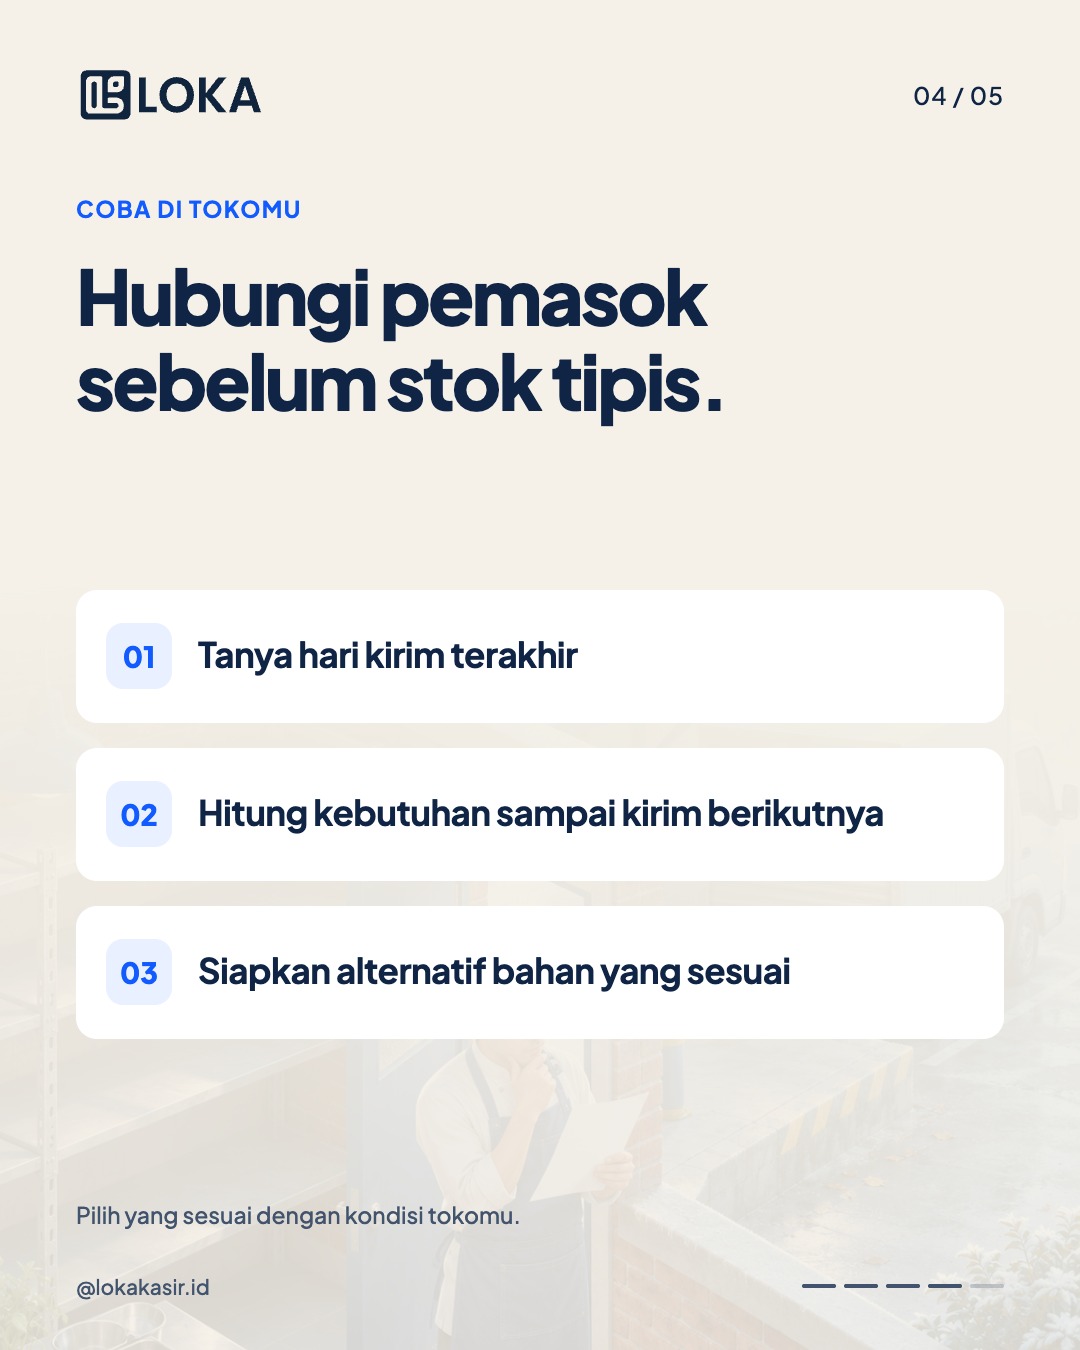 LOKA
04 / 05
COBA DI TOKOMU
Hubungi pemasok
sebelum stok tipis.
01 Tanya hari kirim terakhir
02 Hitung kebutuhan sampai kirim berikutnya
03 Siapkan alternatif bahan yang sesuai
Pilih yang sesuai dengan kondisi tokomu.
@lokakasir.id